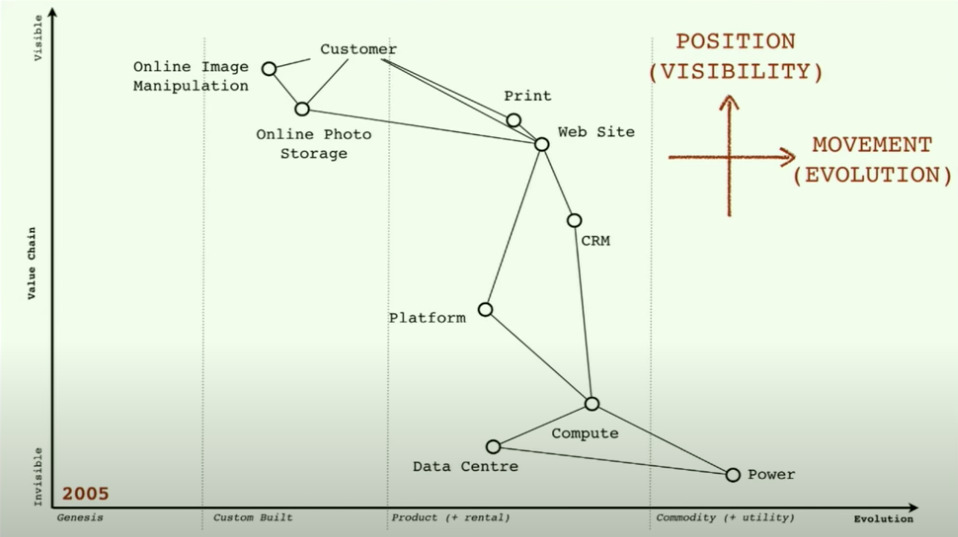 Visible
Customer
POSITION
(VISIBILITY)
Online Image
Manipulation
Print
Online Photo
Storage
Web Site
MOVEMENT
(EVOLUTION)
Value Chain
CRM
Platform
Compute
Data Centre
Power
Invisible
2005
Genesis
Custom Built
Product (+ rental)
Commodity (+ utility)
Evolution